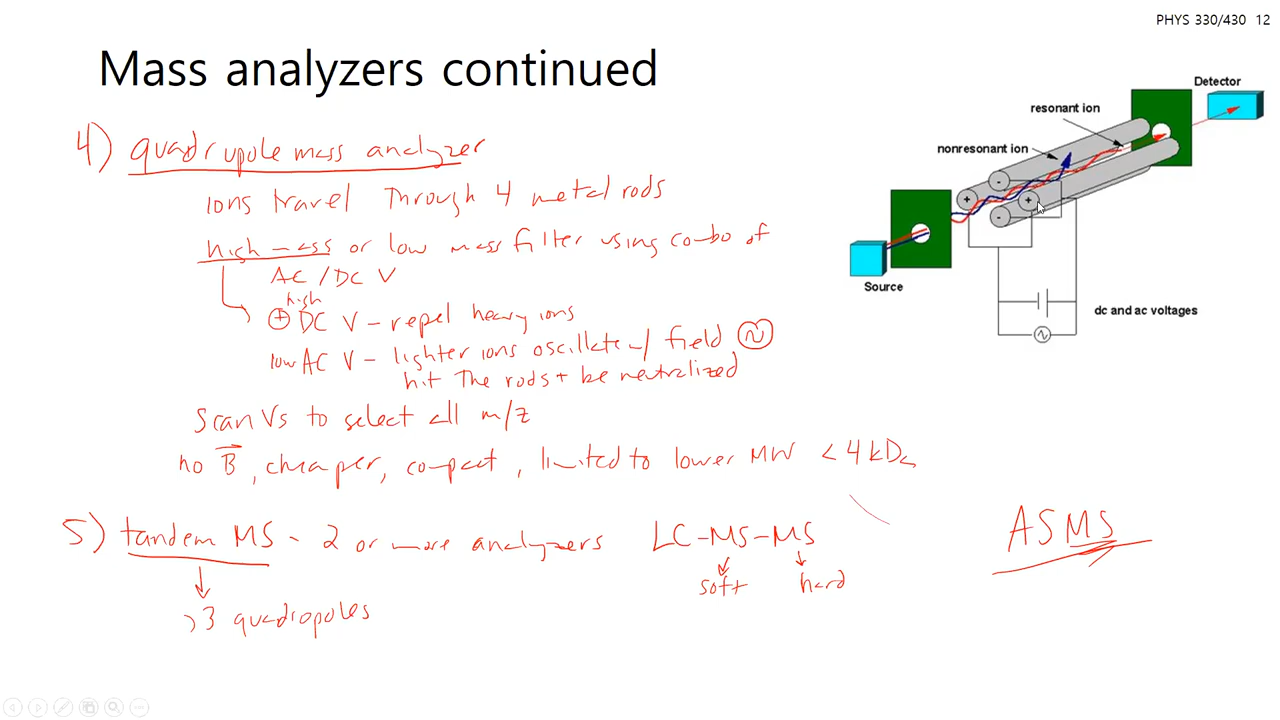 PHYS 330/430 12
Mass analyzers continued
4) quadrupole mass analyzer
ions travel through 4 metal rods
high-mass or low mass filter using combo of
AC/DC V
high
⊕ DC V - repel heavy ions
low AC V - lighter ions oscillate w/ field
hit the rods + be neutralized
Scan Vs to select all m/z
no B, cheaper, compact, limited to lower MW < 4 kDa
5) tandem MS - 2 or more analyzers
LC-MS-MS
soft hard
>3 quadropoles
ASMS
Detector
resonant ion
nonresonant ion
- + + -
Source
dc and ac voltages